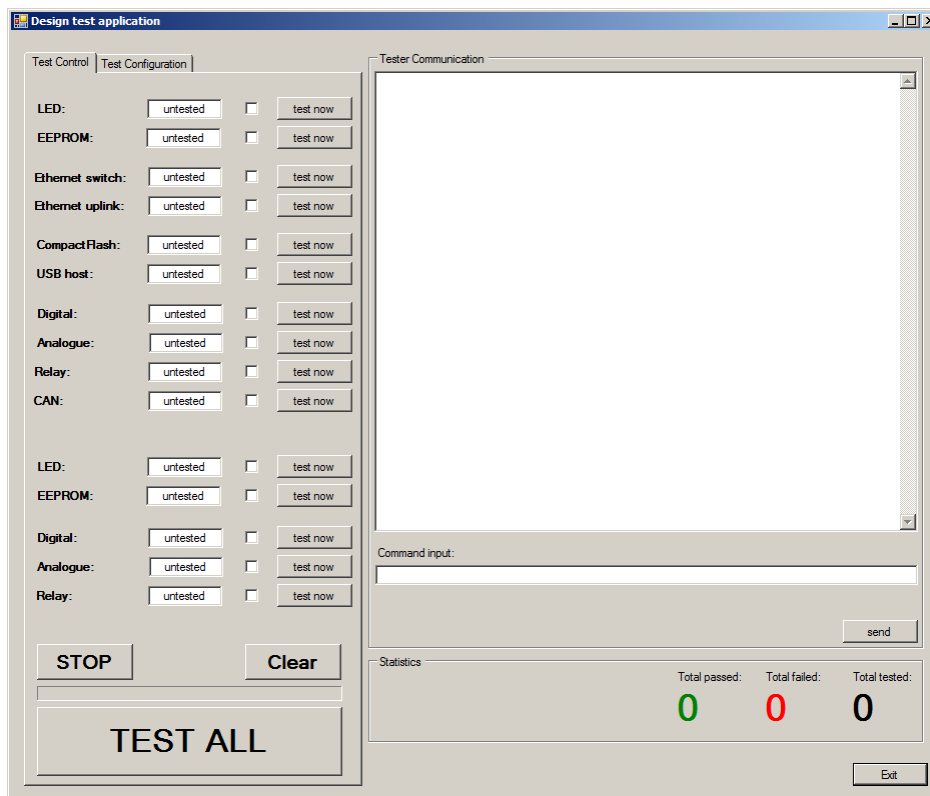 Design test application
Test Control
Test Configuration
LED: untested test now
EEPROM: untested test now
Ethernet switch: untested test now
Ethernet uplink: untested test now
CompactFlash: untested test now
USB host: untested test now
Digital: untested test now
Analogue: untested test now
Relay: untested test now
CAN: untested test now
LED: untested test now
EEPROM: untested test now
Digital: untested test now
Analogue: untested test now
Relay: untested test now
STOP Clear
TEST ALL
Tester Communication
Command input:
send
Statistics
Total passed: Total failed: Total tested:
0 0 0
Exit